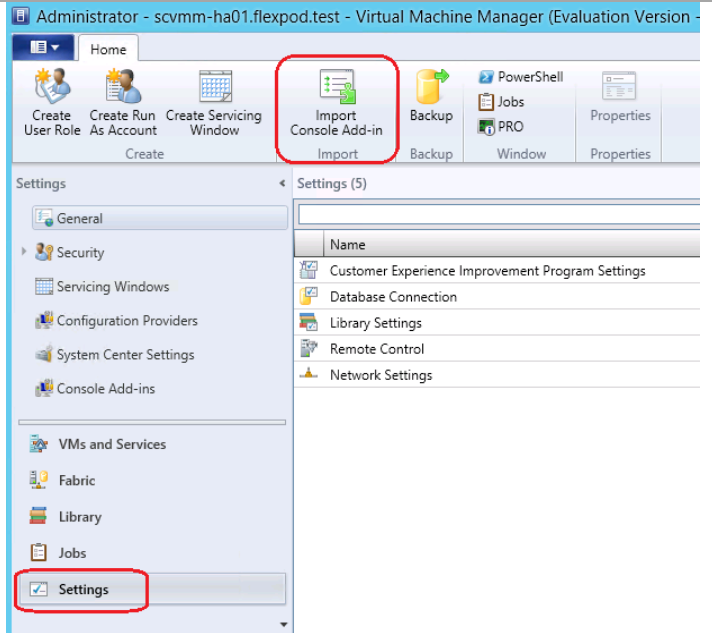 Administrator - scvmm-ha01.flexpod.test - Virtual Machine Manager (Evaluation Version -
Home
Create User Role
Create Run As Account
Create Servicing Window
Create
Import Console Add-in
Import
Backup
Backup
PowerShell
Jobs
PRO
Window
Properties
Properties
Settings
General
Security
Servicing Windows
Configuration Providers
System Center Settings
Console Add-ins
VMs and Services
Fabric
Library
Jobs
Settings
Settings (5)
Name
Customer Experience Improvement Program Settings
Database Connection
Library Settings
Remote Control
Network Settings